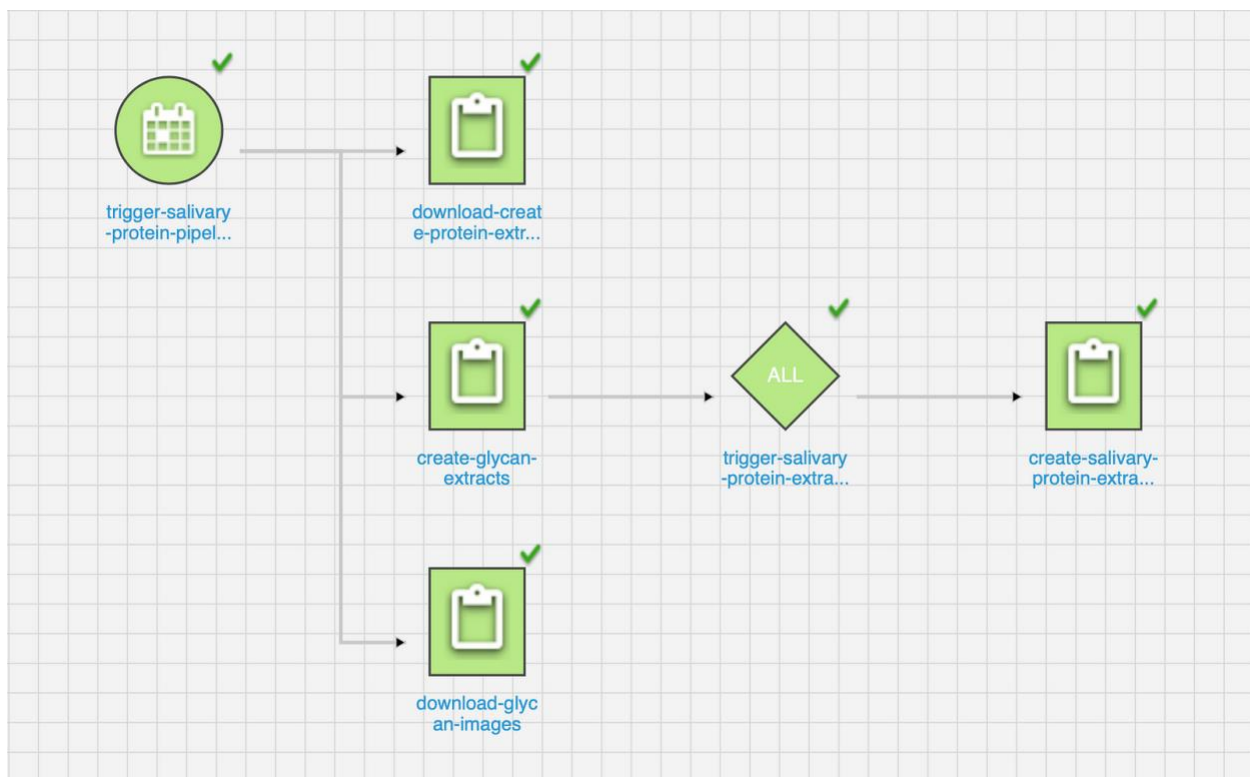 trigger-salivary
-protein-pipel...
download-creat
e-protein-extr...
create-glycan-
extracts
ALL
trigger-salivary
-protein-extra...
create-salivary-
protein-extra...
download-glyc
an-images